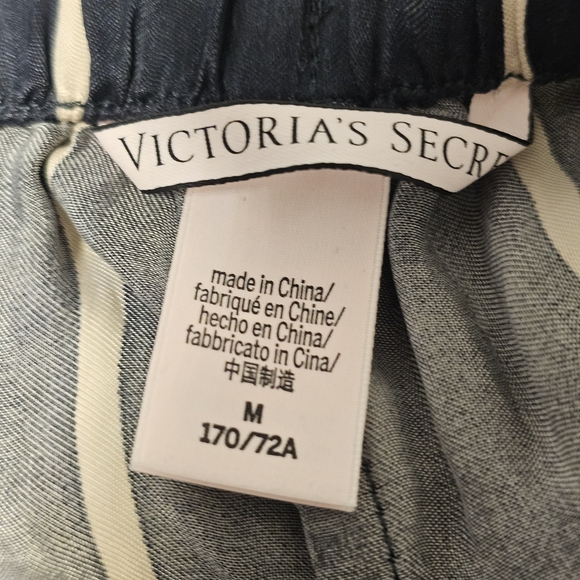 VICTORIA'S SECR
made in China/
fabriqué en Chine/
hecho en China/
fabbricato in Cina/
中国制造
M
170/72A